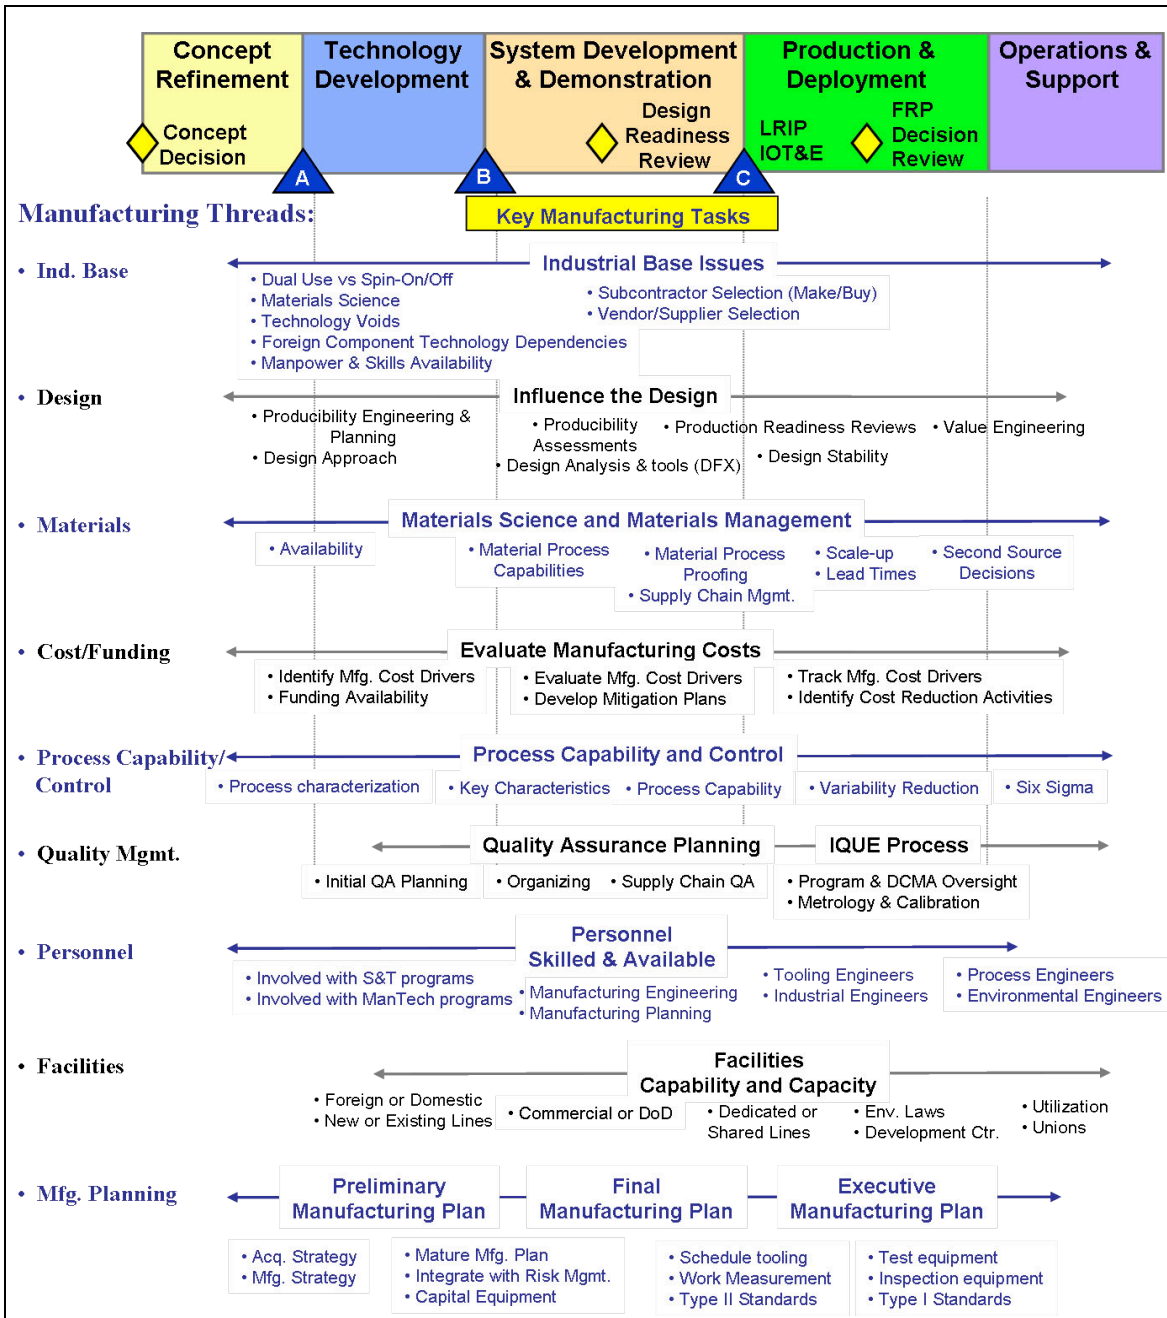 Concept
Refinement
Technology
Development
System Development
& Demonstration
Production &
Deployment
Operations &
Support
Concept
Decision
Design
Readiness
Review
LRIP
IOT&E
FRP
Decision
Review
A
B
C
Manufacturing Threads:
Key Manufacturing Tasks
• Ind. Base
Industrial Base Issues
• Dual Use vs Spin-On/Off
• Materials Science
• Technology Voids
• Foreign Component Technology Dependencies
• Manpower & Skills Availability
• Subcontractor Selection (Make/Buy)
• Vendor/Supplier Selection
• Design
Influence the Design
• Producibility Engineering &
Planning
• Design Approach
• Producibility
Assessments
• Design Analysis & tools (DFX)
• Production Readiness Reviews
• Design Stability
• Value Engineering
• Materials
Materials Science and Materials Management
• Availability
• Material Process
Capabilities
• Material Process
Proofing
• Supply Chain Mgmt.
• Scale-up
• Lead Times
• Second Source
Decisions
• Cost/Funding
Evaluate Manufacturing Costs
• Identify Mfg. Cost Drivers
• Funding Availability
• Evaluate Mfg. Cost Drivers
• Develop Mitigation Plans
• Track Mfg. Cost Drivers
• Identify Cost Reduction Activities
• Process Capability/
Control
Process Capability and Control
• Process characterization
• Key Characteristics
• Process Capability
• Variability Reduction
• Six Sigma
• Quality Mgmt.
Quality Assurance Planning
IQUE Process
• Initial QA Planning
• Organizing
• Supply Chain QA
• Program & DCMA Oversight
• Metrology & Calibration
• Personnel
Personnel
Skilled & Available
• Involved with S&T programs
• Involved with ManTech programs
• Manufacturing Engineering
• Manufacturing Planning
• Tooling Engineers
• Industrial Engineers
• Process Engineers
• Environmental Engineers
• Facilities
Facilities
Capability and Capacity
• Foreign or Domestic
• New or Existing Lines
• Commercial or DoD
• Dedicated or
Shared Lines
• Env. Laws
• Development Ctr.
• Utilization
• Unions
• Mfg. Planning
Preliminary
Manufacturing Plan
Final
Manufacturing Plan
Executive
Manufacturing Plan
• Acq. Strategy
• Mfg. Strategy
• Mature Mfg. Plan
• Integrate with Risk Mgmt.
• Capital Equipment
• Schedule tooling
• Work Measurement
• Type II Standards
• Test equipment
• Inspection equipment
• Type I Standards